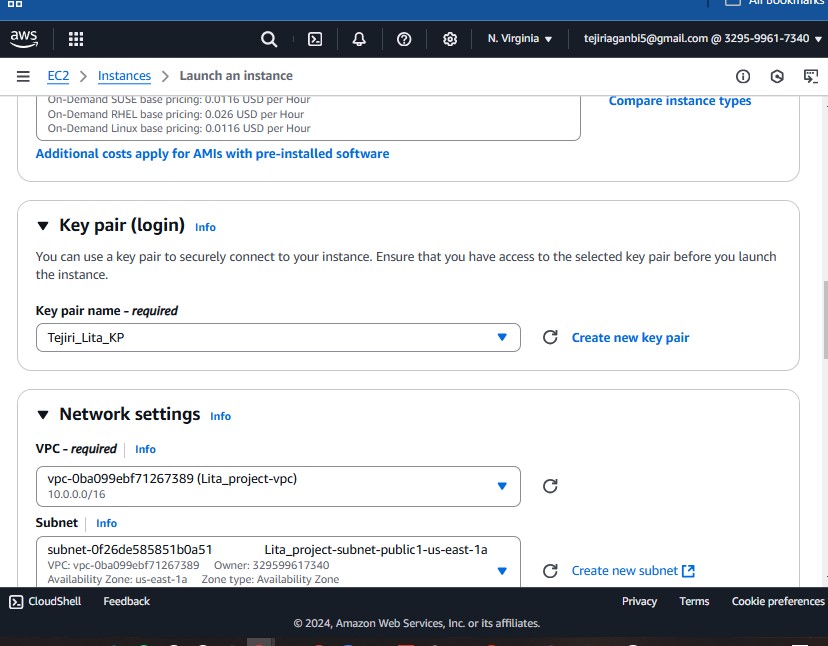 All Bookmarks
aws
N. Virginia
tejiriaganbi5@gmail.com @ 3295-9961-7340
EC2 > Instances > Launch an instance
On-Demand SUSE base pricing: 0.0116 USD per Hour
On-Demand RHEL base pricing: 0.026 USD per Hour
On-Demand Linux base pricing: 0.0116 USD per Hour
Compare instance types
Additional costs apply for AMIs with pre-installed software
Key pair (login) Info
You can use a key pair to securely connect to your instance. Ensure that you have access to the selected key pair before you launch
the instance.
Key pair name - required
Tejiri_Lita_KP
Create new key pair
Network settings Info
VPC - required Info
vpc-0ba099ebf71267389 (Lita_project-vpc)
10.0.0.0/16
Subnet Info
subnet-0f26de585851b0a51 Lita_project-subnet-public1-us-east-1a
VPC: vpc-0ba099ebf71267389 Owner: 329599617340
Availability Zone: us-east-1a Zone type: Availability Zone
Create new subnet
CloudShell Feedback Privacy Terms Cookie preferences
© 2024, Amazon Web Services, Inc. or its affiliates.